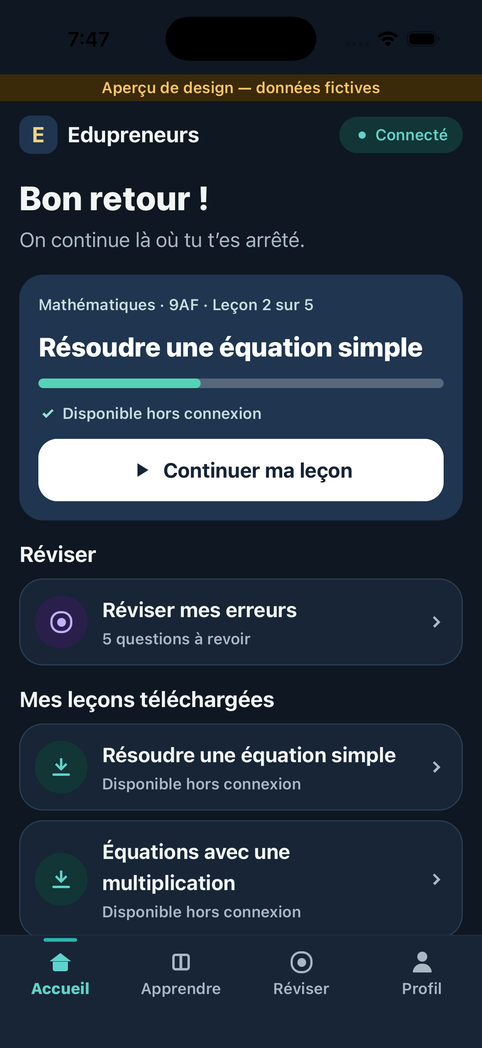 7:47
Aperçu de design — données fictives
E Edupreneurs
Connecté
Bon retour !
On continue là où tu t’es arrêté.
Mathématiques · 9AF · Leçon 2 sur 5
Résoudre une équation simple
Disponible hors connexion
Continuer ma leçon
Réviser
Réviser mes erreurs
5 questions à revoir
Mes leçons téléchargées
Résoudre une équation simple
Disponible hors connexion
Équations avec une
multiplication
Disponible hors connexion
Accueil
Apprendre
Réviser
Profil